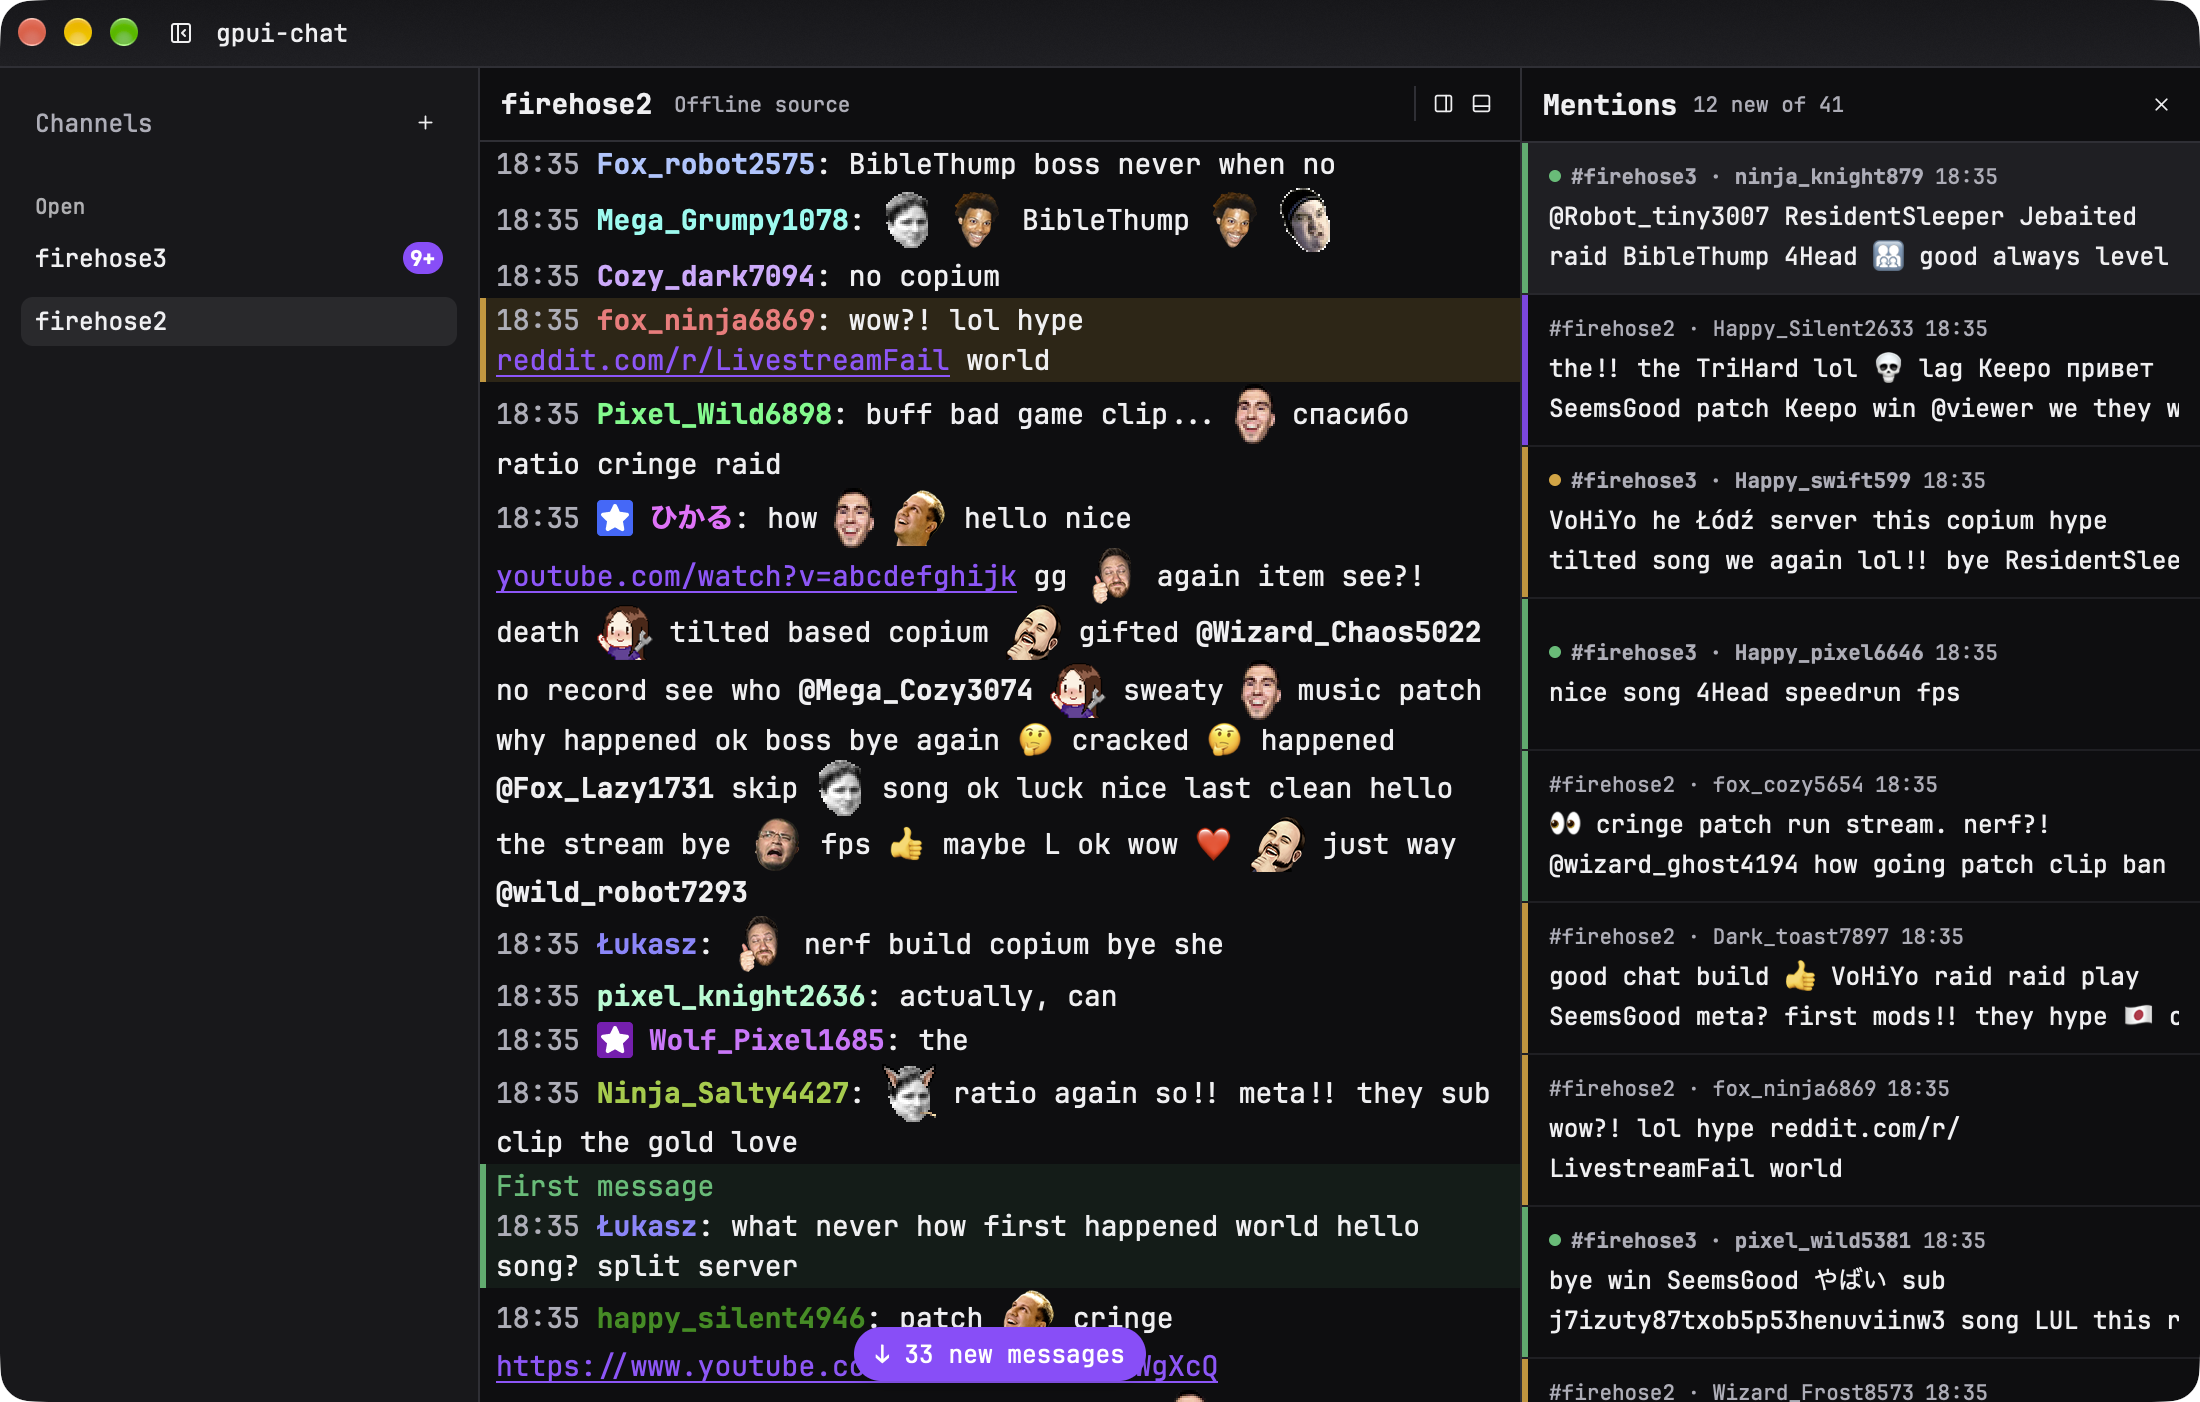 gpui-chat
Channels
+
Open
firehose3
9+
firehose2
firehose2 Offline source
18:35 Fox_robot2575: BibleThump boss never when no
18:35 Mega_Grumpy1078: BibleThump
18:35 Cozy_dark7094: no copium
18:35 fox_ninja6869: wow?! lol hype
reddit.com/r/LivestreamFail world
18:35 Pixel_Wild6898: buff bad game clip... спасибо
ratio cringe raid
18:35 ひかる: how hello nice
youtube.com/watch?v=abcdefghijk gg again item see?!
death tilted based copium gifted @Wizard_Chaos5022
no record see who @Mega_Cozy3074 sweaty music patch
why happened ok boss bye again 🤔 cracked 🤔 happened
@Fox_Lazy1731 skip song ok luck nice last clean hello
the stream bye fps 👍 maybe L ok wow ❤️ just way
@wild_robot7293
18:35 Łukasz: nerf build copium bye she
18:35 pixel_knight2636: actually, can
18:35 Wolf_Pixel1685: the
18:35 Ninja_Salty4427: ratio again so!! meta!! they sub
clip the gold love
First message
18:35 Łukasz: what never how first happened world hello
song? split server
18:35 happy_silent4946: patch cringe
https://www.youtube.co WgXcQ
↓ 33 new messages
Mentions 12 new of 41
#firehose3 · ninja_knight879 18:35
@Robot_tiny3007 ResidentSleeper Jebaited
raid BibleThump 4Head good always level
#firehose2 · Happy_Silent2633 18:35
the!! the TriHard lol 💀 lag Keepo привет
SeemsGood patch Keepo win @viewer we they w
#firehose3 · Happy_swift599 18:35
VoHiYo he Łódź server this copium hype
tilted song we again lol!! bye ResidentSlee
#firehose3 · Happy_pixel6646 18:35
nice song 4Head speedrun fps
#firehose2 · fox_cozy5654 18:35
👀 cringe patch run stream. nerf?!
@wizard_ghost4194 how going patch clip ban
#firehose2 · Dark_toast7897 18:35
good chat build 👍 VoHiYo raid raid play
SeemsGood meta? first mods!! they hype 🇯🇵 c
#firehose2 · fox_ninja6869 18:35
wow?! lol hype reddit.com/r/
LivestreamFail world
#firehose3 · pixel_wild5381 18:35
bye win SeemsGood やばい sub
j7izuty87txob5p53henuviinw3 song LUL this r
#firehose2 · Wizard_Frost8573 18:35